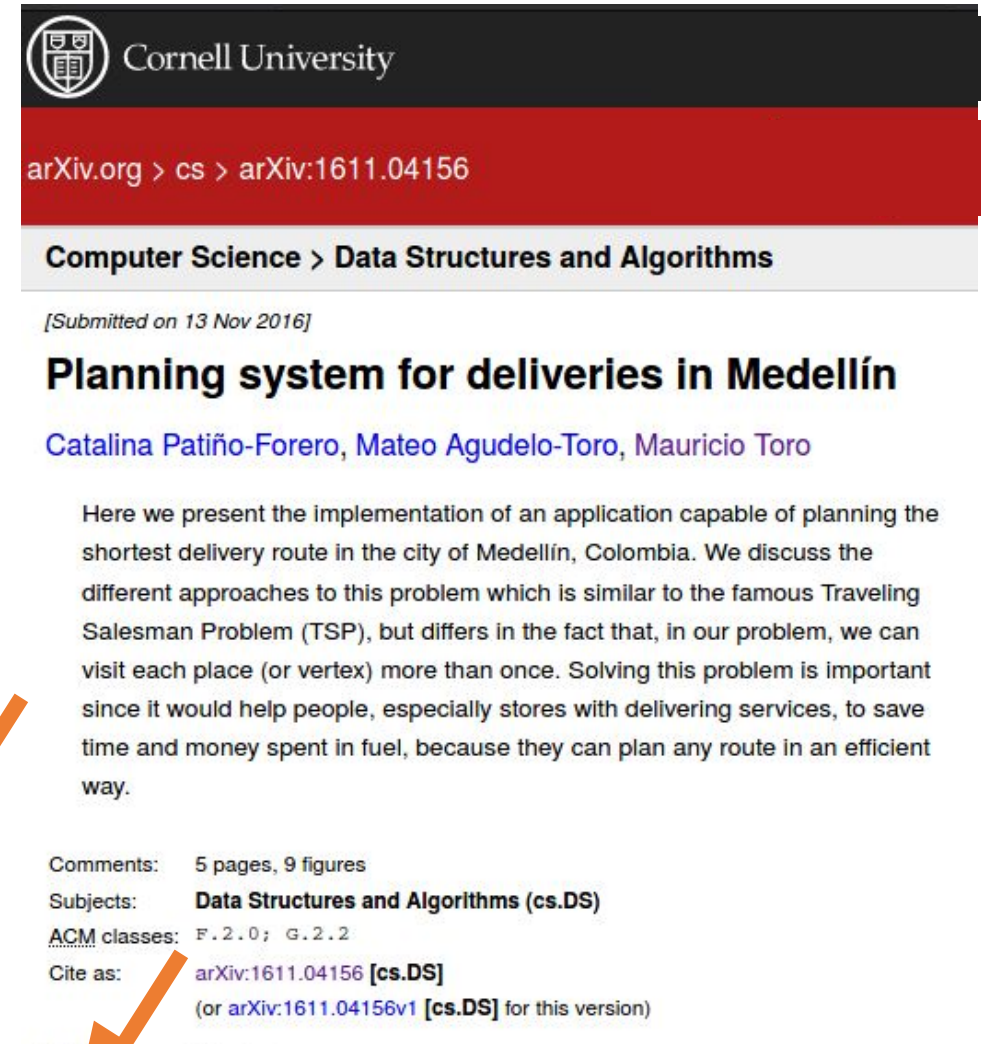 Cornell University
arXiv.org > cs > arXiv:1611.04156
Computer Science > Data Structures and Algorithms
[Submitted on 13 Nov 2016]
Planning system for deliveries in Medellín
Catalina Patiño-Forero, Mateo Agudelo-Toro, Mauricio Toro
Here we present the implementation of an application capable of planning the
shortest delivery route in the city of Medellín, Colombia. We discuss the
different approaches to this problem which is similar to the famous Traveling
Salesman Problem (TSP), but differs in the fact that, in our problem, we can
visit each place (or vertex) more than once. Solving this problem is important
since it would help people, especially stores with delivering services, to save
time and money spent in fuel, because they can plan any route in an efficient
way.
Comments: 5 pages, 9 figures
Subjects: Data Structures and Algorithms (cs.DS)
ACM classes: F.2.0; G.2.2
Cite as: arXiv:1611.04156 [cs.DS]
(or arXiv:1611.04156v1 [cs.DS] for this version)